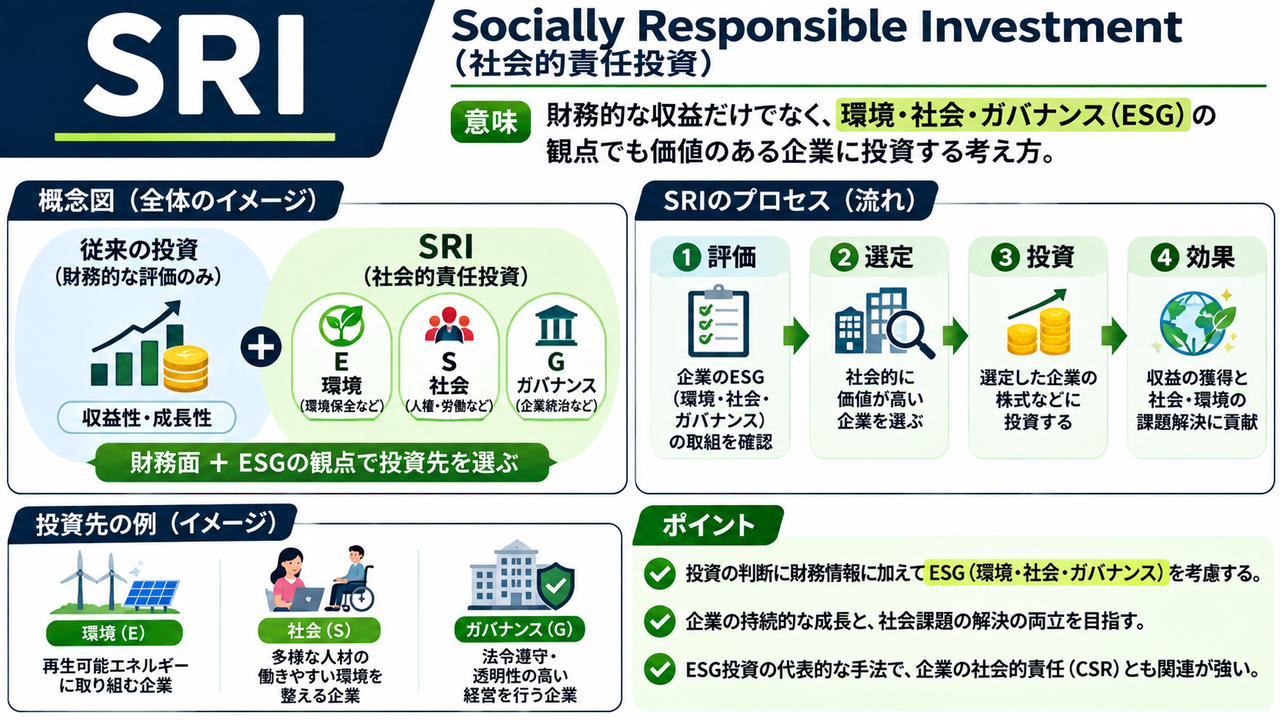 SRI
Socially Responsible Investment
（社会的責任投資）
意味
財務的な収益だけでなく、環境・社会・ガバナンス（ESG）の
観点でも価値のある企業に投資する考え方。
概念図（全体のイメージ）
従来の投資
（財務的な評価のみ）
収益性・成長性
+
SRI
（社会的責任投資）
E
環境
（環境保全など）
S
社会
（人権・労働など）
G
ガバナンス
（企業統治など）
財務面 ＋ ESGの観点で投資先を選ぶ
SRIのプロセス（流れ）
1 評価
企業のESG
（環境・社会・
ガバナンス）
の取組を確認
2 選定
社会的に
価値が高い
企業を選ぶ
3 投資
選定した企業の
株式などに
投資する
4 効果
収益の獲得と
社会・環境の
課題解決に貢献
投資先の例（イメージ）
環境（E）
再生可能エネルギー
に取り組む企業
社会（S）
多様な人材の
働きやすい環境を
整える企業
ガバナンス（G）
法令遵守・
透明性の高い
経営を行う企業
ポイント
投資の判断に財務情報に加えてESG（環境・社会・ガバナンス）を考慮する。
企業の持続的な成長と、社会課題の解決の両立を目指す。
ESG投資の代表的な手法で、企業の社会的責任（CSR）とも関連が強い。